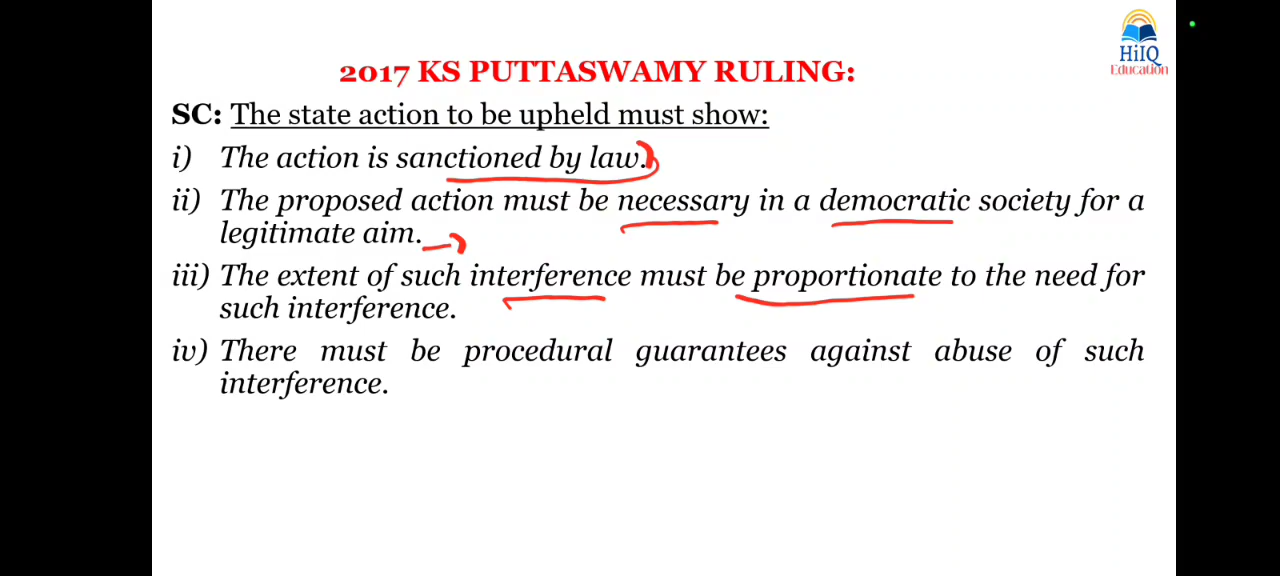 HiIQ
Education
2017 KS PUTTASWAMY RULING:
SC: The state action to be upheld must show:
i) The action is sanctioned by law.
ii) The proposed action must be necessary in a democratic society for a
legitimate aim.
iii) The extent of such interference must be proportionate to the need for
such interference.
iv) There must be procedural guarantees against abuse of such
interference.